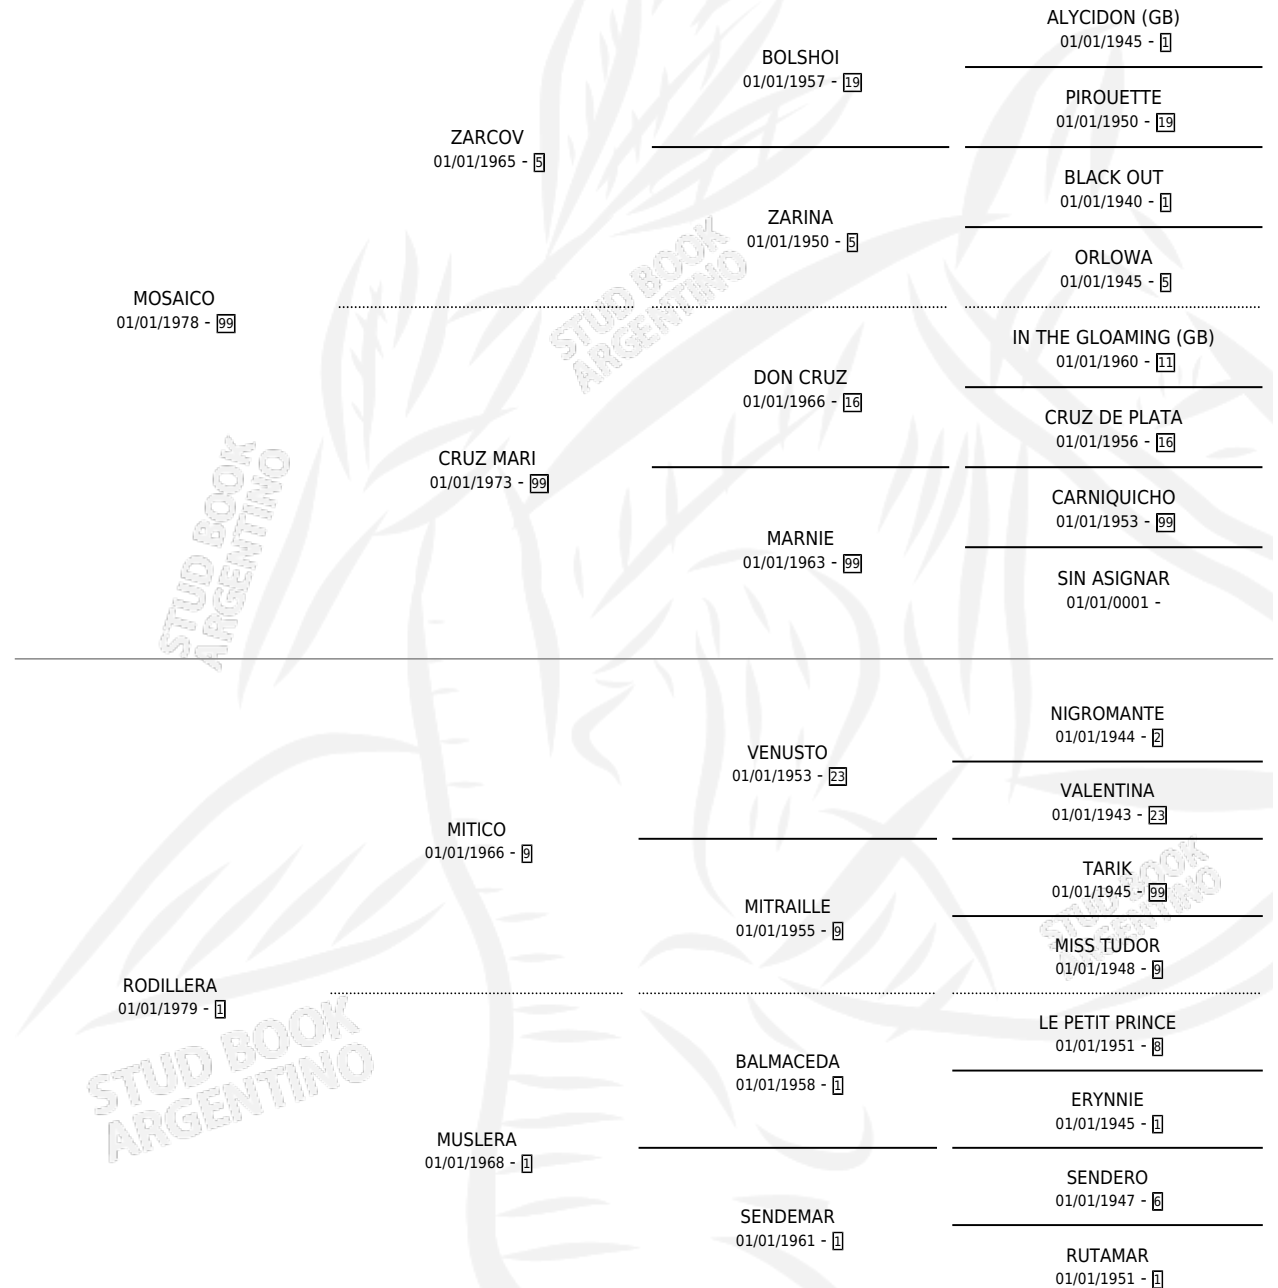 ALYCIDON (GB)
01/01/1945 - 1
BOLSHOI
01/01/1957 - 19
PIROUETTE
01/01/1950 - 19
ZARCOV
01/01/1965 - 5
BLACK OUT
01/01/1940 - 1
ZARINA
01/01/1950 - 5
ORLOWA
01/01/1945 - 5
MOSAICO
01/01/1978 - 99
IN THE GLOAMING (GB)
01/01/1960 - 11
DON CRUZ
01/01/1966 - 16
CRUZ DE PLATA
01/01/1956 - 16
CRUZ MARI
01/01/1973 - 99
CARNIQUICHO
01/01/1953 - 99
MARNIE
01/01/1963 - 99
SIN ASIGNAR
01/01/0001 -
STUD BOOK
ARGENTINO
STUD BOOK
ARGENTINO
NIGROMANTE
01/01/1944 - 2
VENUSTO
01/01/1953 - 23
VALENTINA
01/01/1943 - 23
MITICO
01/01/1966 - 9
TARIK
01/01/1945 - 99
MITRAILLE
01/01/1955 - 9
MISS TUDOR
01/01/1948 - 9
RODILLERA
01/01/1979 - 1
LE PETIT PRINCE
01/01/1951 - 8
BALMACEDA
01/01/1958 - 1
ERYNNIE
01/01/1945 - 1
MUSLERA
01/01/1968 - 1
SENDERO
01/01/1947 - 6
SENDEMAR
01/01/1961 - 1
RUTAMAR
01/01/1951 - 1
STUD BOOK
ARGENTINO
STUD BOOK
ARGENTINO